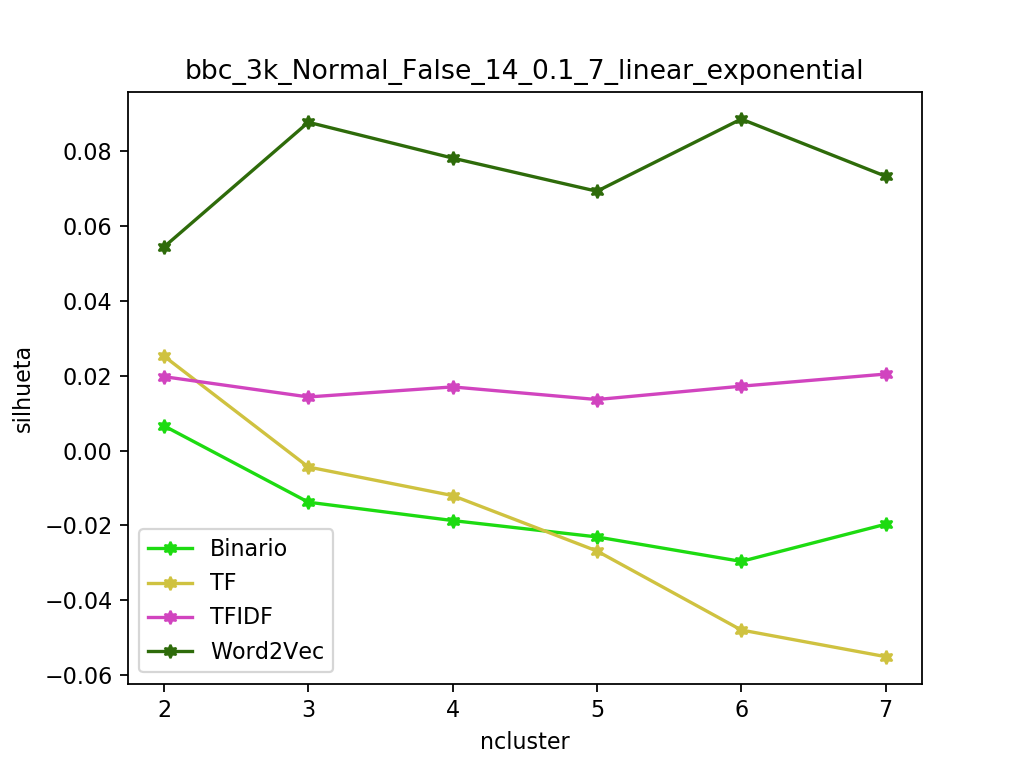 bbc_3k_Normal_False_14_0.1_7_linear_exponential
silhueta
0.08
0.06
0.04
0.02
0.00
−0.02
−0.04
−0.06
Binario
TF
TFIDF
Word2Vec
2 3 4 5 6 7
ncluster